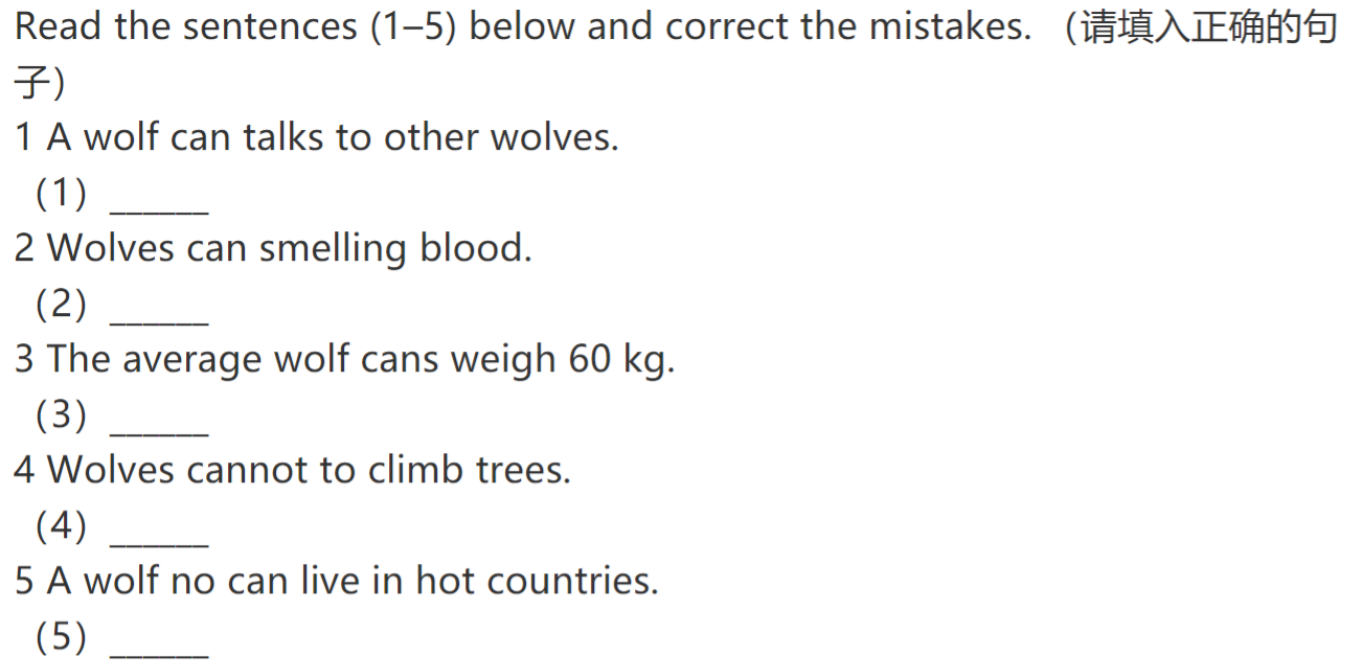 Read the sentences (1–5) below and correct the mistakes. (请填入正确的句
子)
1 A wolf can talks to other wolves.
(1) ______
2 Wolves can smelling blood.
(2) ______
3 The average wolf cans weigh 60 kg.
(3) ______
4 Wolves cannot to climb trees.
(4) ______
5 A wolf no can live in hot countries.
(5) ______